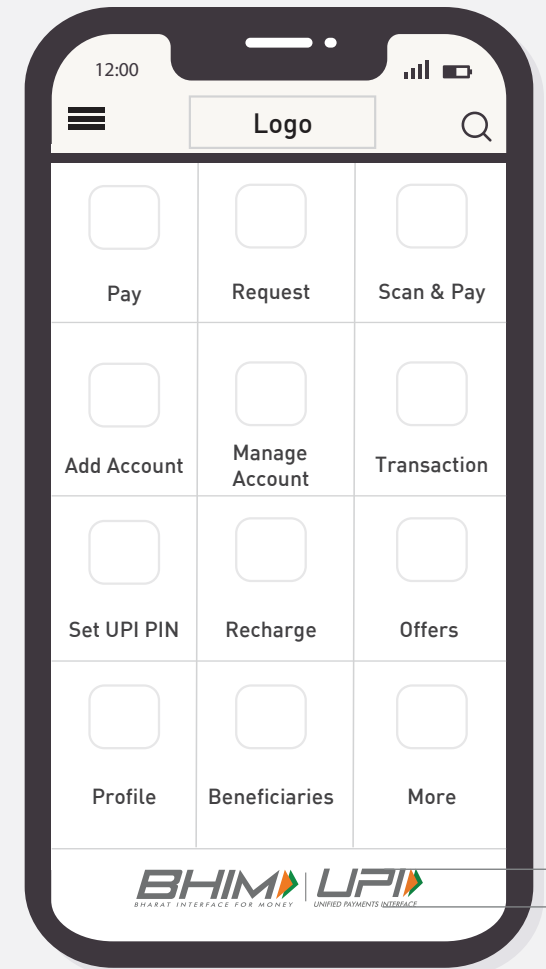 12:00
Logo
Pay
Request
Scan & Pay
Add Account
Manage
Account
Transaction
Set UPI PIN
Recharge
Offers
Profile
Beneficiaries
More
BHIM UPI
BHARAT INTERFACE FOR MONEY UNIFIED PAYMENTS INTERFACE